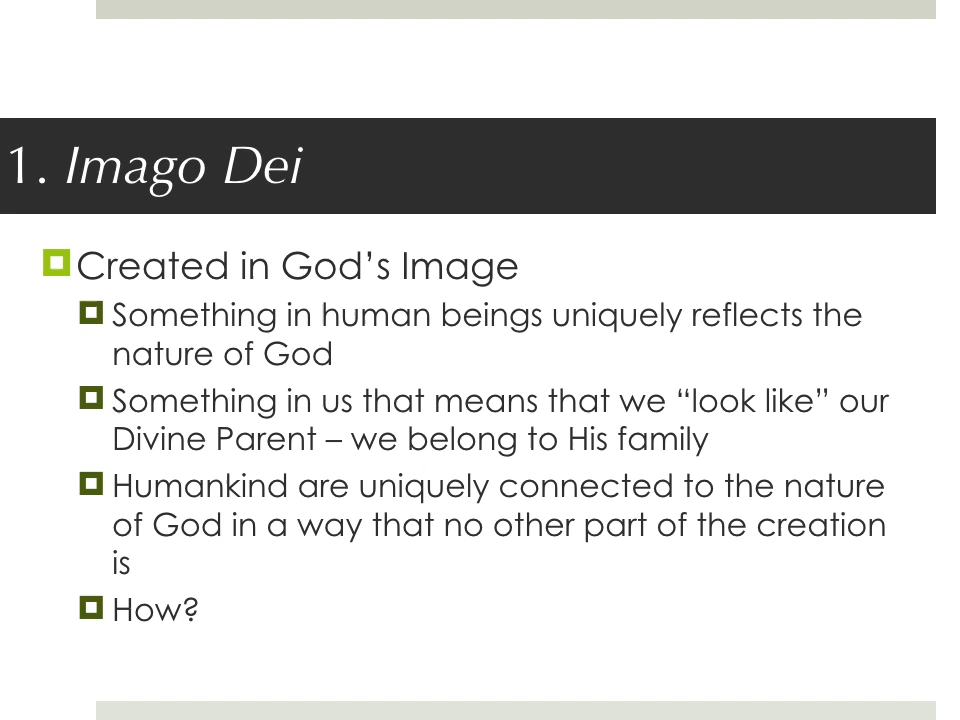 1. Imago Dei
Created in God’s Image
Something in human beings uniquely reflects the
nature of God
Something in us that means that we “look like” our
Divine Parent – we belong to His family
Humankind are uniquely connected to the nature
of God in a way that no other part of the creation
is
How?